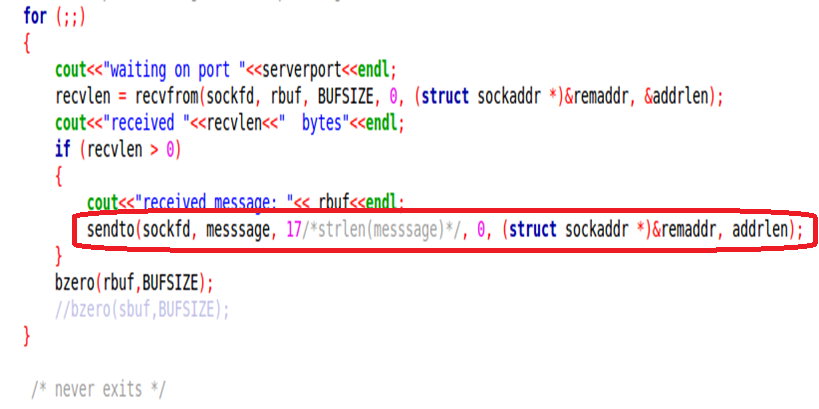 for (;;)
{
cout<<"waiting on port "<<serverport<<endl;
recvlen = recvfrom(sockfd, rbuf, BUFSIZE, 0, (struct sockaddr *)&remaddr, &addrlen);
cout<<"received "<<recvlen<<"  bytes"<<endl;
if (recvlen > 0)
{
cout<<"received message: "<< rbuf<<endl;
sendto(sockfd, messsage, 17/*strlen(messsage)*/, 0, (struct sockaddr *)&remaddr, addrlen);
}
bzero(rbuf,BUFSIZE);
//bzero(sbuf,BUFSIZE);
}
/* never exits */